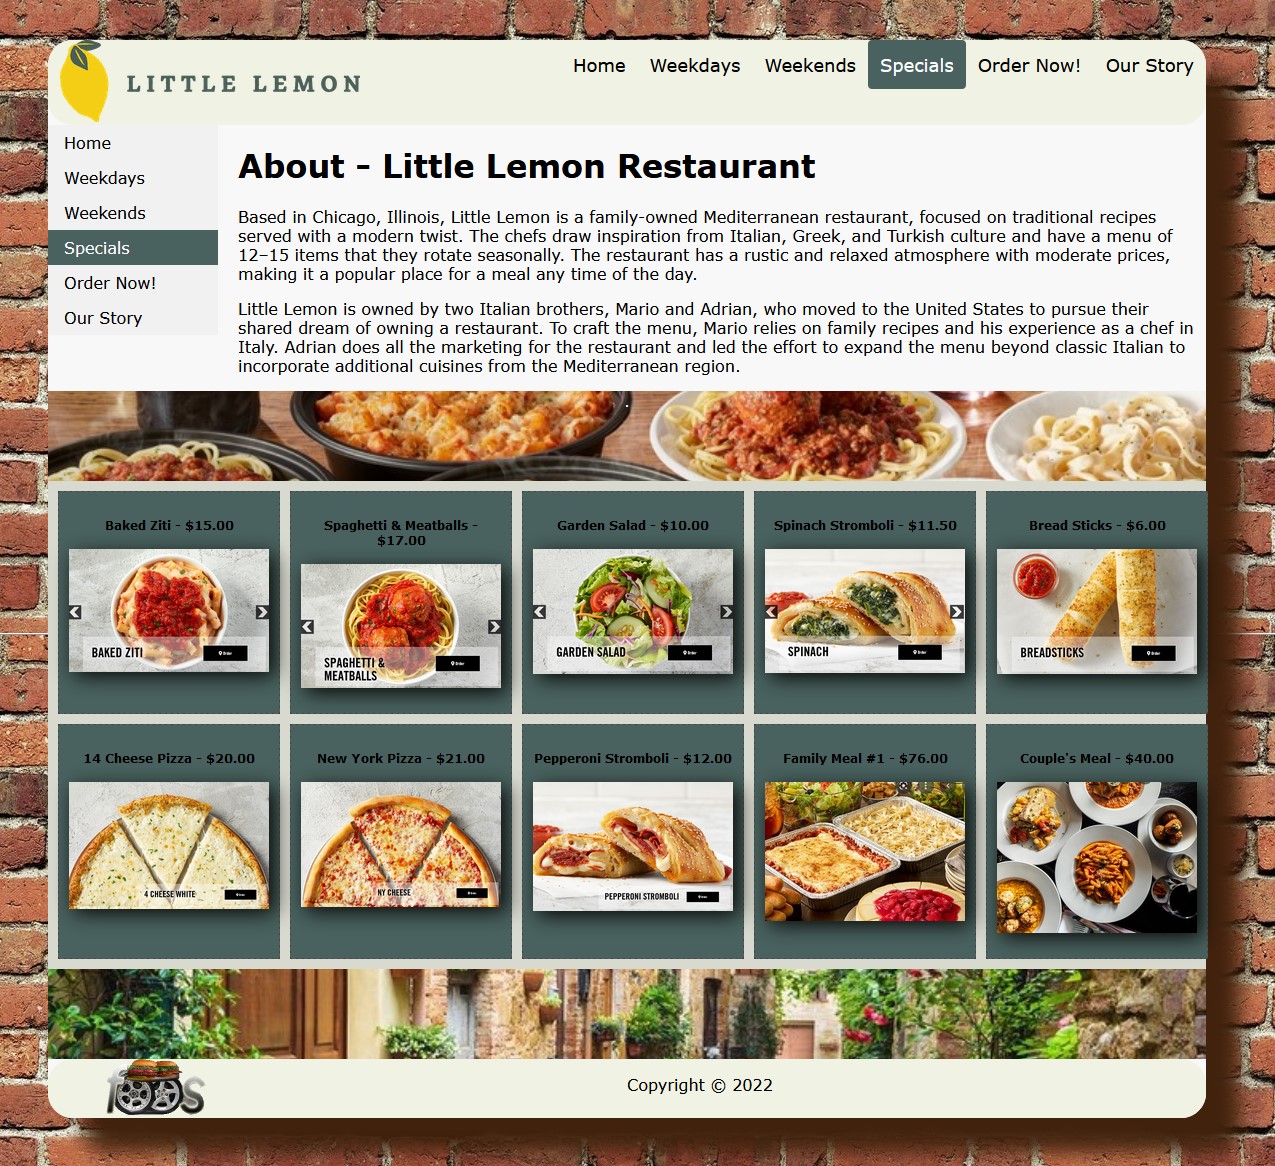 LITTLE LEMON
Home Weekdays Weekends Specials Order Now! Our Story
Home
Weekdays
Weekends
Specials
Order Now!
Our Story
About - Little Lemon Restaurant
Based in Chicago, Illinois, Little Lemon is a family-owned Mediterranean restaurant, focused on traditional recipes
served with a modern twist. The chefs draw inspiration from Italian, Greek, and Turkish culture and have a menu of
12–15 items that they rotate seasonally. The restaurant has a rustic and relaxed atmosphere with moderate prices,
making it a popular place for a meal any time of the day.
Little Lemon is owned by two Italian brothers, Mario and Adrian, who moved to the United States to pursue their
shared dream of owning a restaurant. To craft the menu, Mario relies on family recipes and his experience as a chef in
Italy. Adrian does all the marketing for the restaurant and led the effort to expand the menu beyond classic Italian to
incorporate additional cuisines from the Mediterranean region.
Baked Ziti - $15.00
BAKED ZITI
Order
Spaghetti & Meatballs -
$17.00
SPAGHETTI &
MEATBALLS
Order
Garden Salad - $10.00
GARDEN SALAD
Order
Spinach Stromboli - $11.50
SPINACH
Order
Bread Sticks - $6.00
BREADSTICKS
Order
14 Cheese Pizza - $20.00
4 CHEESE WHITE
New York Pizza - $21.00
NY CHEESE
Pepperoni Stromboli - $12.00
PEPPERONI STROMBOLI
Family Meal #1 - $76.00
Couple's Meal - $40.00
Copyright © 2022